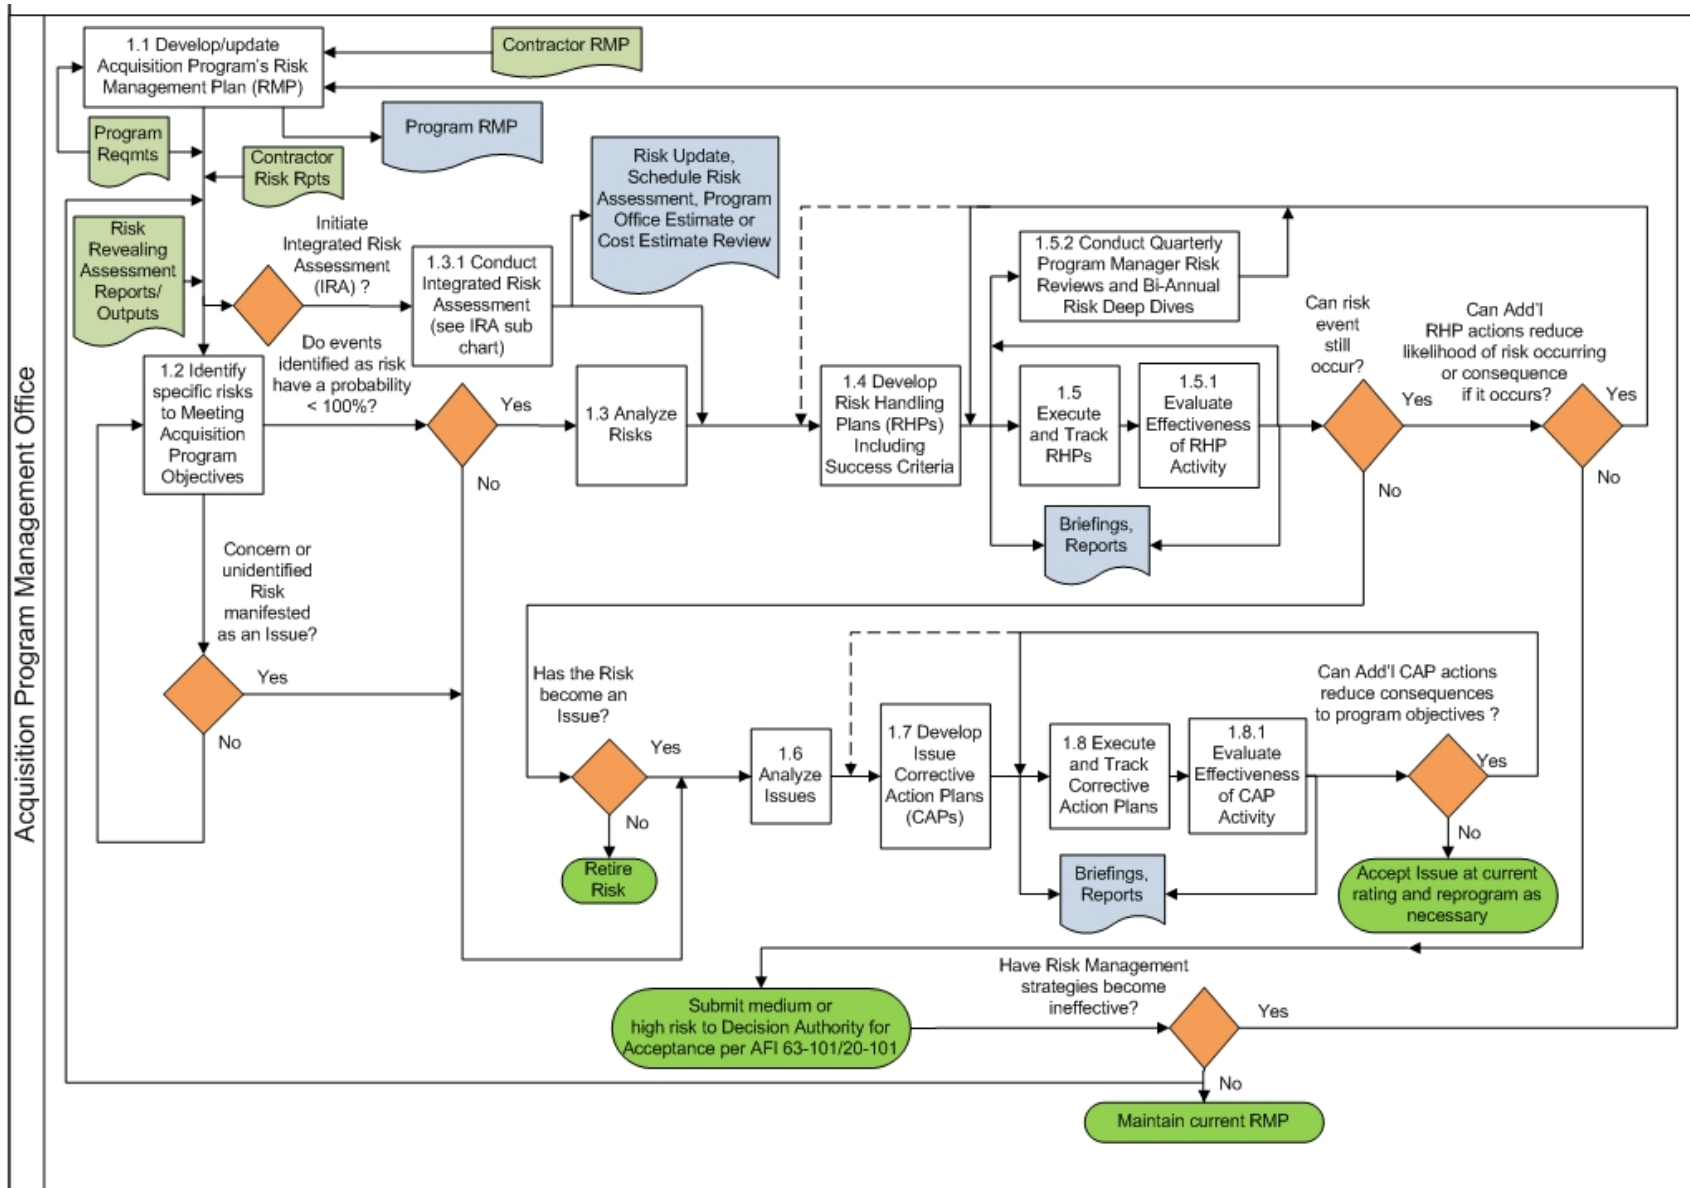 Acquisition Program Management Office
1.1 Develop/update
Acquisition Program's Risk
Management Plan (RMP)
Contractor RMP
Program RMP
Program
Reqmts
Contractor
Risk Rpts
Risk
Revealing
Assessment
Reports/
Outputs
Initiate
Integrated Risk
Assessment
(IRA) ?
1.3.1 Conduct
Integrated Risk
Assessment
(see IRA sub
chart)
Risk Update,
Schedule Risk
Assessment, Program
Office Estimate or
Cost Estimate Review
1.2 Identify
specific risks
to Meeting
Acquisition
Program
Objectives
Do events
identified as risk
have a probability
< 100%?
Yes
No
1.3 Analyze
Risks
1.4 Develop
Risk Handling
Plans (RHPs)
Including
Success Criteria
1.5.2 Conduct Quarterly
Program Manager Risk
Reviews and Bi-Annual
Risk Deep Dives
1.5
Execute
and Track
RHPs
1.5.1
Evaluate
Effectiveness
of RHP
Activity
Briefings,
Reports
Can risk
event
still
occur?
Yes
No
Can Add'l
RHP actions reduce
likelihood of risk occurring
or consequence
if it occurs?
Yes
No
Concern or
unidentified
Risk
manifested
as an Issue?
Yes
No
Has the Risk
become an
Issue?
Yes
No
Retire
Risk
1.6
Analyze
Issues
1.7 Develop
Issue
Corrective
Action Plans
(CAPs)
1.8 Execute
and Track
Corrective
Action Plans
1.8.1
Evaluate
Effectiveness
of CAP
Activity
Briefings,
Reports
Can Add'l CAP actions
reduce consequences
to program objectives ?
Yes
No
Accept Issue at current
rating and reprogram as
necessary
Submit medium or
high risk to Decision Authority for
Acceptance per AFI 63-101/20-101
Have Risk Management
strategies become
ineffective?
Yes
No
Maintain current RMP